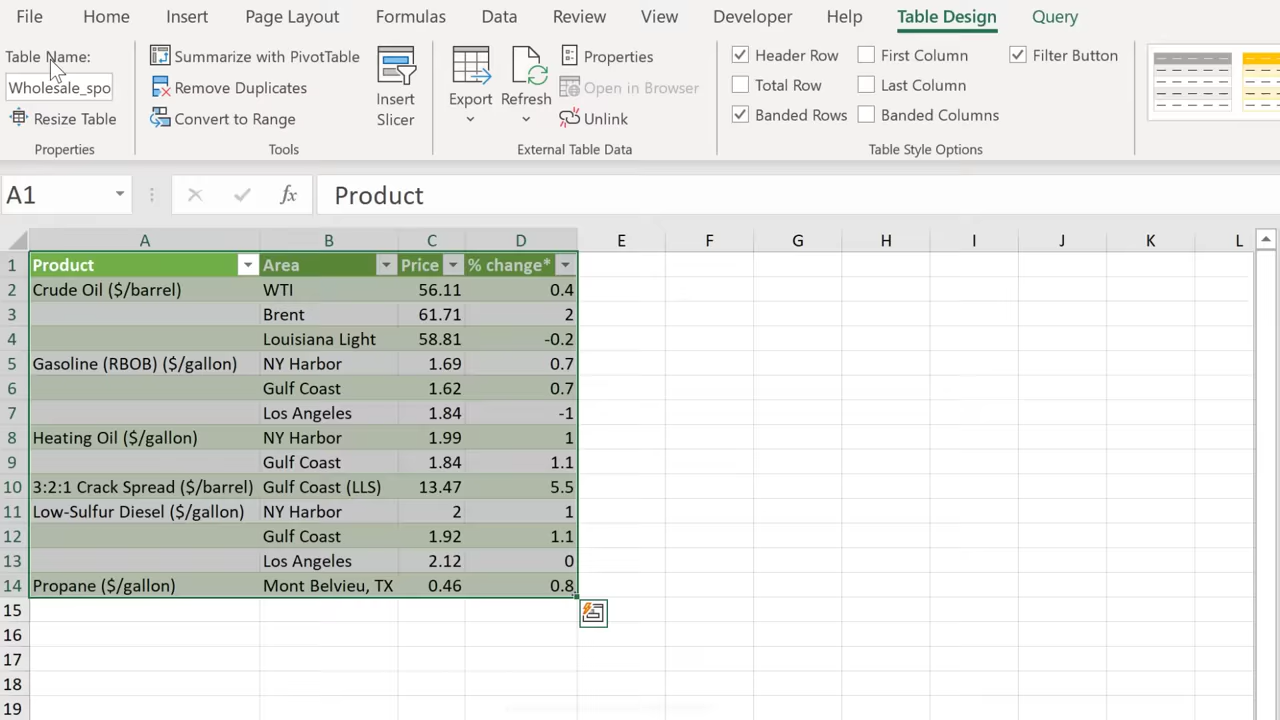 File Home Insert Page Layout Formulas Data Review View Developer Help Table Design Query
Table Name:
Wholesale_spo
Resize Table
Properties
Summarize with PivotTable
Remove Duplicates
Convert to Range
Tools
Insert
Slicer
Export
Refresh
Properties
Open in Browser
Unlink
External Table Data
Header Row First Column Filter Button
Total Row Last Column
Banded Rows Banded Columns
Table Style Options
A1 fx Product
A B C D E F G H I J K L
1 Product Area Price % change*
2 Crude Oil ($/barrel) WTI 56.11 0.4
3 Brent 61.71 2
4 Louisiana Light 58.81 -0.2
5 Gasoline (RBOB) ($/gallon) NY Harbor 1.69 0.7
6 Gulf Coast 1.62 0.7
7 Los Angeles 1.84 -1
8 Heating Oil ($/gallon) NY Harbor 1.99 1
9 Gulf Coast 1.84 1.1
10 3:2:1 Crack Spread ($/barrel) Gulf Coast (LLS) 13.47 5.5
11 Low-Sulfur Diesel ($/gallon) NY Harbor 2 1
12 Gulf Coast 1.92 1.1
13 Los Angeles 2.12 0
14 Propane ($/gallon) Mont Belvieu, TX 0.46 0.8
15
16
17
18
19